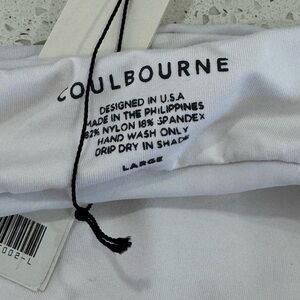 COULBOURNE
DESIGNED IN U.S.A
MADE IN THE PHILIPPINES
82% NYLON 18% SPANDEX
HAND WASH ONLY
DRIP DRY IN SHADE
LARGE
002-L